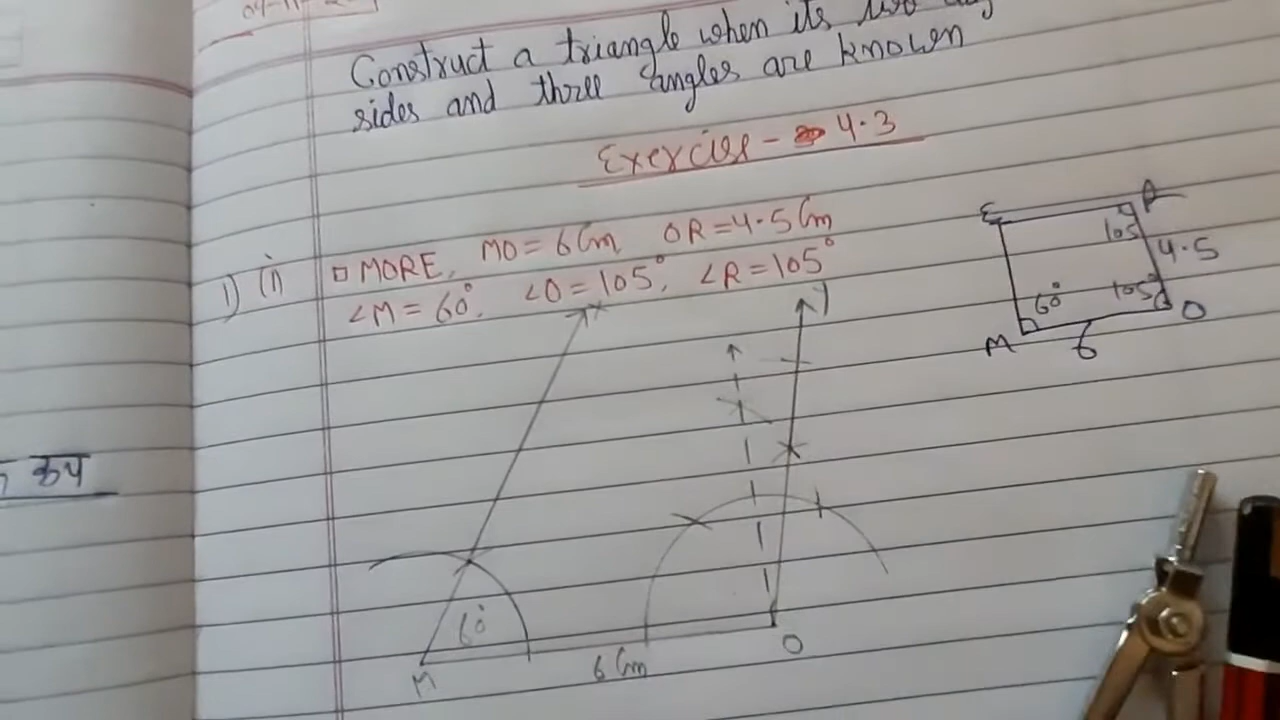 Construct a triangle when its two
sides and three angles are known
Exercise - 4.3
1) (i) □ MORE, MO = 6 Cm OR = 4.5 Cm
∠M = 60°, ∠O = 105°, ∠R = 105°
E R
105
4.5
60° 105°
M 6 O
60°
M 6 Cm O